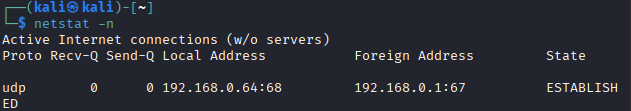 ┌──(kali㉿kali)-[~]
└─$ netstat -n
Active Internet connections (w/o servers)
Proto Recv-Q Send-Q Local Address           Foreign Address         State
udp        0      0 192.168.0.64:68         192.168.0.1:67          ESTABLISH
ED